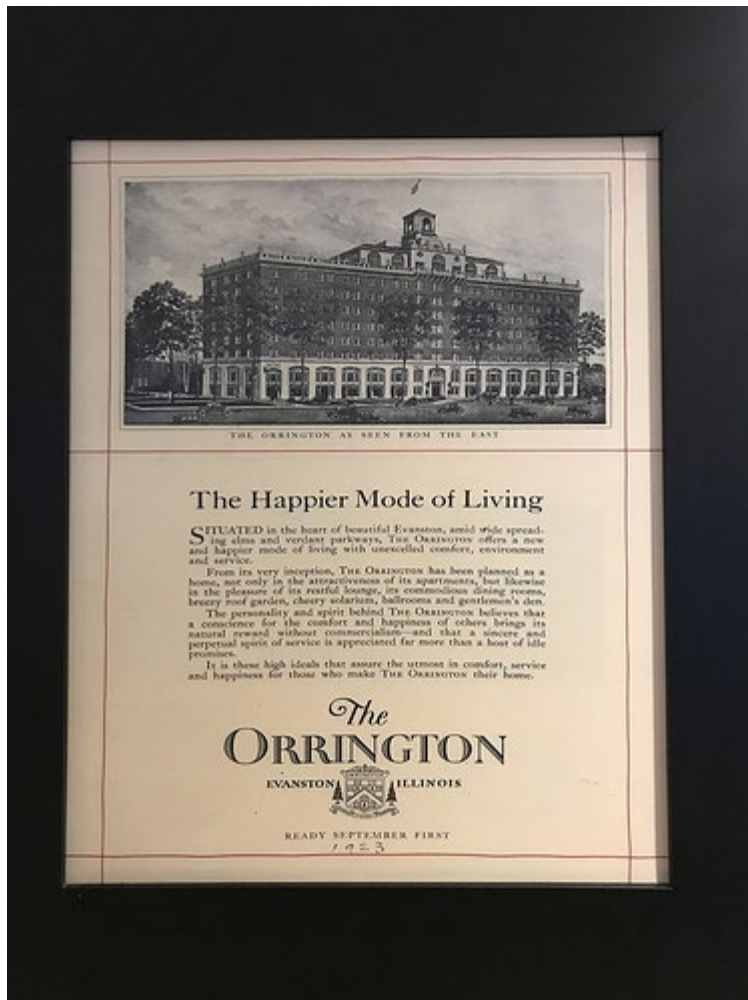 THE ORRINGTON AS SEEN FROM THE EAST
The Happier Mode of Living
SITUATED in the heart of beautiful Evanston, amid wide spread-
ing elms and verdant parkways, THE ORRINGTON offers a new
and happier mode of living with unexcelled comfort, environment
and service.
From its very inception, THE ORRINGTON has been planned as a
home, not only in the attractiveness of its apartments, but likewise
in the pleasure of its restful lounge, its commodious dining rooms,
breezy roof garden, cheery solarium, ballrooms and gentlemen's den.
The personality and spirit behind THE ORRINGTON believes that
a conscience for the comfort and happiness of others brings its
natural reward without commercialism—and that a sincere and
perpetual spirit of service is appreciated far more than a host of idle
promises.
It is these high ideals that assure the utmost in comfort, service
and happiness for those who make THE ORRINGTON their home.
The
ORRINGTON
EVANSTON ILLINOIS
READY SEPTEMBER FIRST
1923